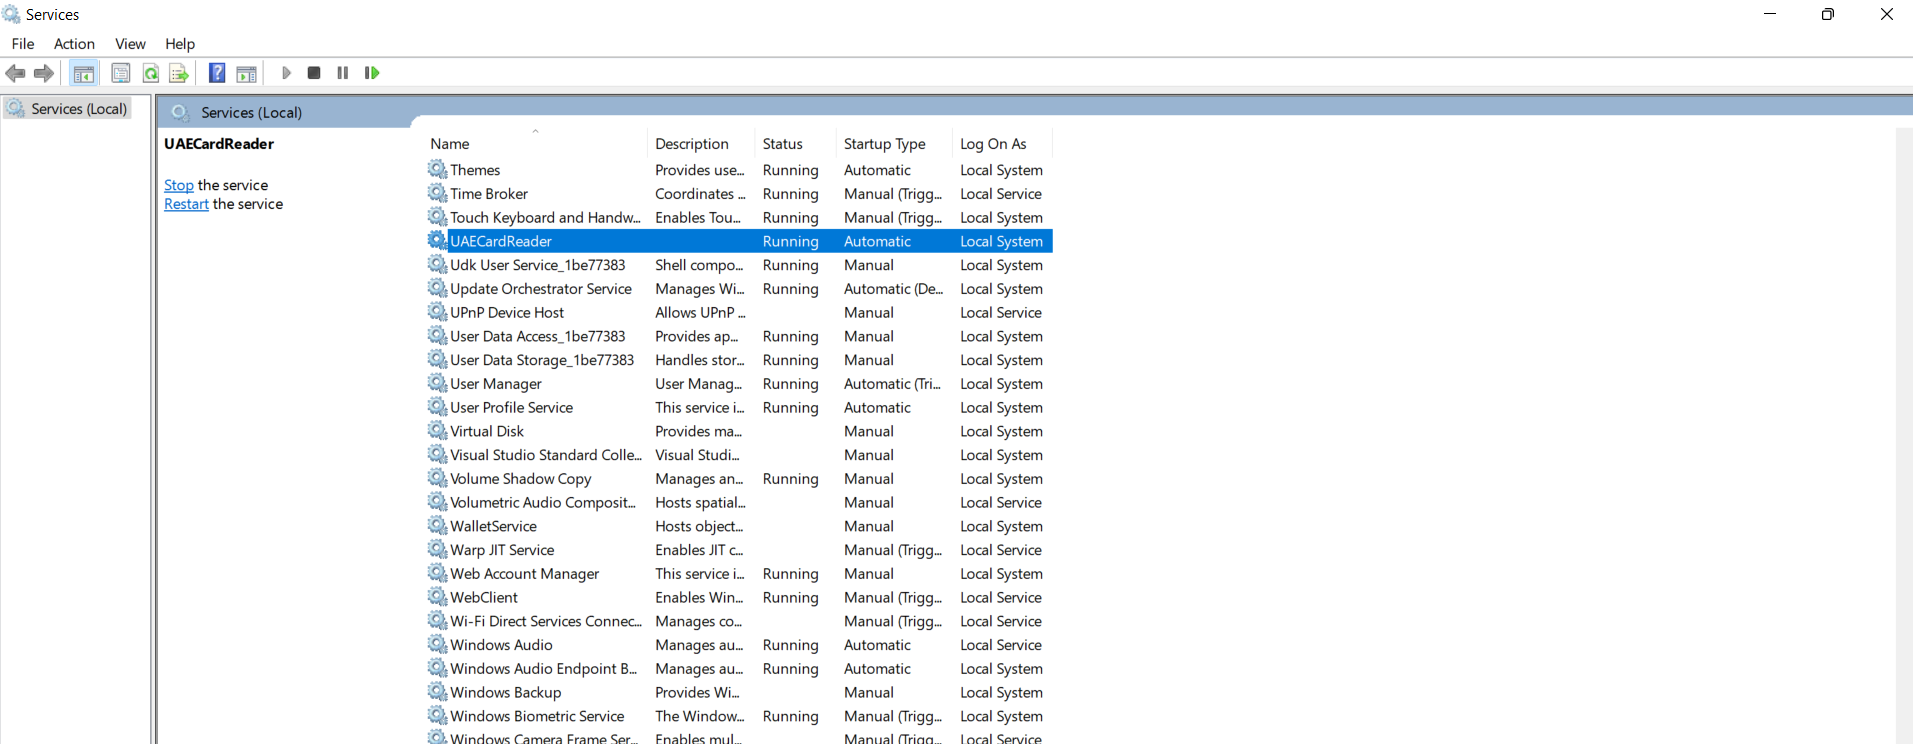 Services
File Action View Help
Services (Local)
Services (Local)
UAECardReader
Stop the service
Restart the service
Name Description Status Startup Type Log On As
Themes Provides use... Running Automatic Local System
Time Broker Coordinates ... Running Manual (Trigg... Local Service
Touch Keyboard and Handw... Enables Tou... Running Manual (Trigg... Local System
UAECardReader Running Automatic Local System
Udk User Service_1be77383 Shell compo... Running Manual Local System
Update Orchestrator Service Manages Wi... Running Automatic (De... Local System
UPnP Device Host Allows UPnP ... Manual Local Service
User Data Access_1be77383 Provides ap... Running Manual Local System
User Data Storage_1be77383 Handles stor... Running Manual Local System
User Manager User Manag... Running Automatic (Tri... Local System
User Profile Service This service i... Running Automatic Local System
Virtual Disk Provides ma... Manual Local System
Visual Studio Standard Colle... Visual Studi... Manual Local System
Volume Shadow Copy Manages an... Running Manual Local System
Volumetric Audio Composit... Hosts spatial... Manual Local Service
WalletService Hosts object... Manual Local System
Warp JIT Service Enables JIT c... Manual (Trigg... Local Service
Web Account Manager This service i... Running Manual Local System
WebClient Enables Win... Running Manual (Trigg... Local Service
Wi-Fi Direct Services Connec... Manages co... Manual (Trigg... Local Service
Windows Audio Manages au... Running Automatic Local Service
Windows Audio Endpoint B... Manages au... Running Automatic Local System
Windows Backup Provides Wi... Manual Local System
Windows Biometric Service The Window... Running Manual (Trigg... Local System
Windows Camera Frame Ser... Enables mul... Manual (Trigg... Local Service